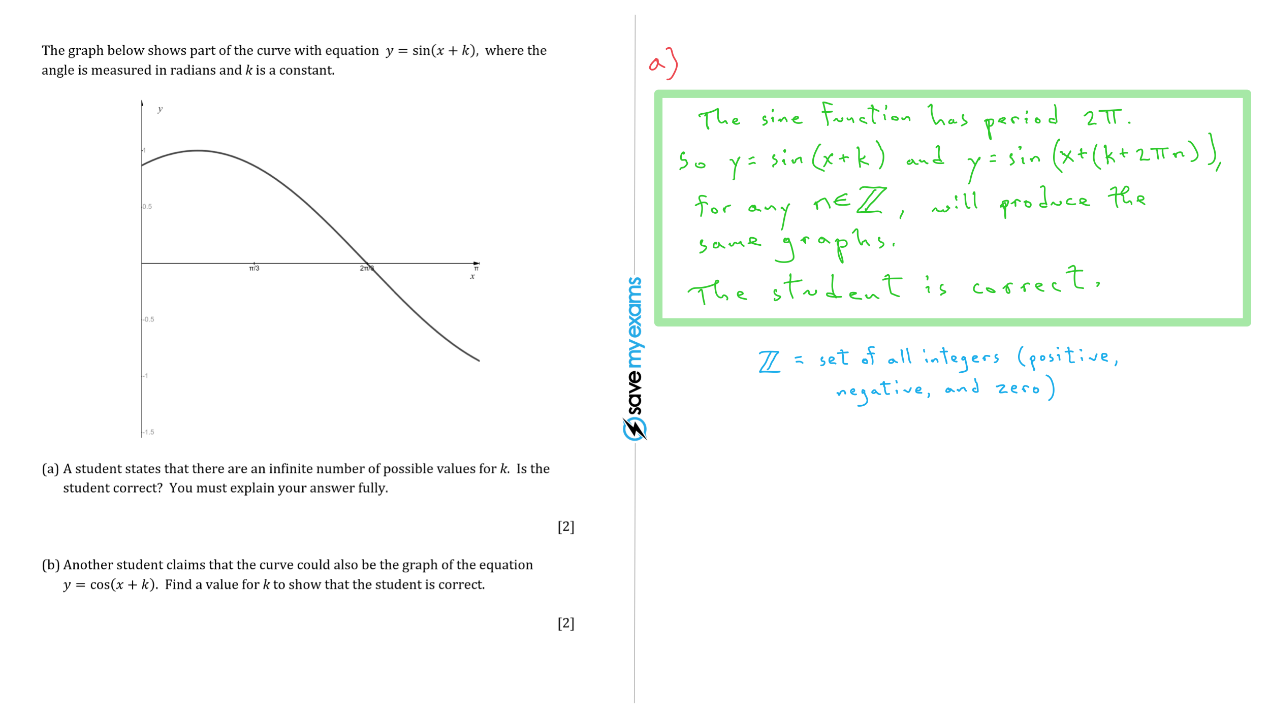 The graph below shows part of the curve with equation y = sin(x + k), where the
angle is measured in radians and k is a constant.
y
1
0.5
π/3
2π/3
π
x
-0.5
-1
-1.5
(a) A student states that there are an infinite number of possible values for k. Is the
student correct? You must explain your answer fully.
[2]
(b) Another student claims that the curve could also be the graph of the equation
y = cos(x + k). Find a value for k to show that the student is correct.
[2]
savemyexams
a)
The sine function has period 2π.
So y = sin(x+k) and y = sin(x+(k+2πn)),
for any n∈ℤ, will produce the
same graphs.
The student is correct.
ℤ = set of all integers (positive,
negative, and zero)